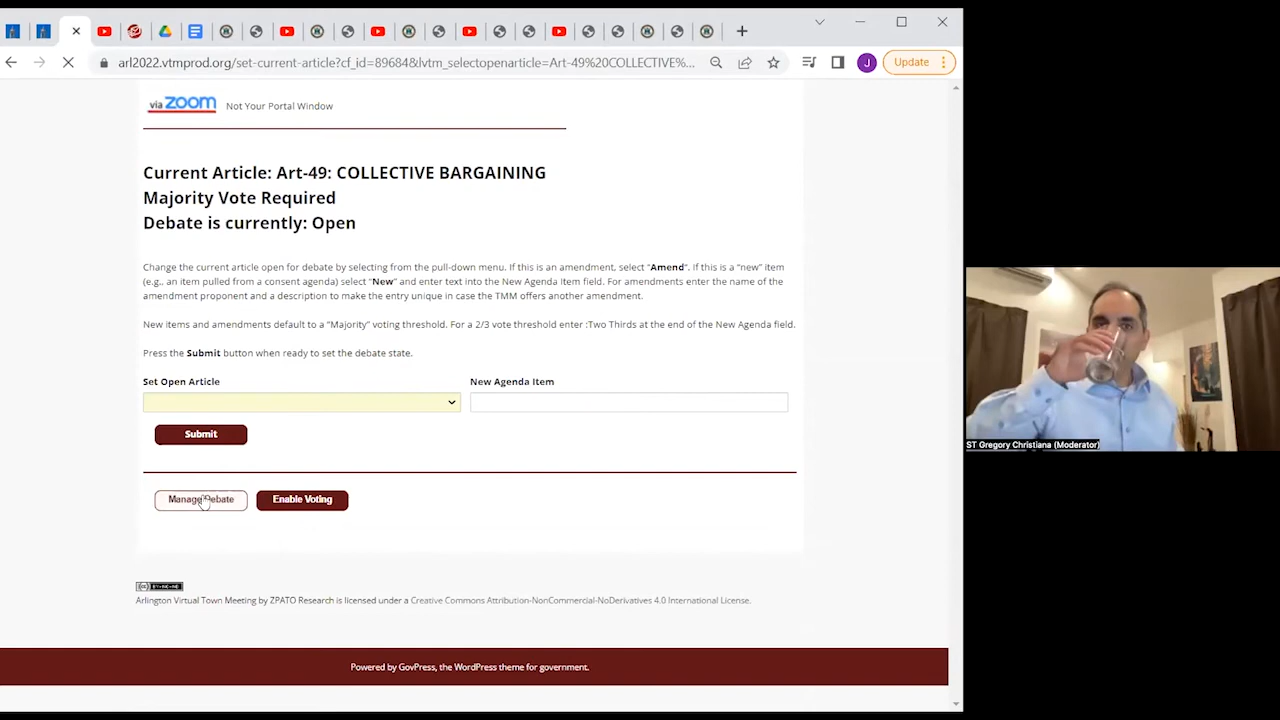 arl2022.vtmprod.org/set-current-article?cf_id=89684&lvtm_selectopenarticle=Art-49%20COLLECTIVE%...
J
Update
via zoom
Not Your Portal Window
Current Article: Art-49: COLLECTIVE BARGAINING
Majority Vote Required
Debate is currently: Open
Change the current article open for debate by selecting from the pull-down menu. If this is an amendment, select "Amend". If this is a "new" item
(e.g., an item pulled from a consent agenda) select "New" and enter text into the New Agenda Item field. For amendments enter the name of the
amendment proponent and a description to make the entry unique in case the TMM offers another amendment.
New items and amendments default to a "Majority" voting threshold. For a 2/3 vote threshold enter :Two Thirds at the end of the New Agenda field.
Press the Submit button when ready to set the debate state.
Set Open Article
New Agenda Item
Submit
Manage Debate
Enable Voting
ST Gregory Christiana (Moderator)
Arlington Virtual Town Meeting by ZPATO Research is licensed under a Creative Commons Attribution-NonCommercial-NoDerivatives 4.0 International License.
Powered by GovPress, the WordPress theme for government.